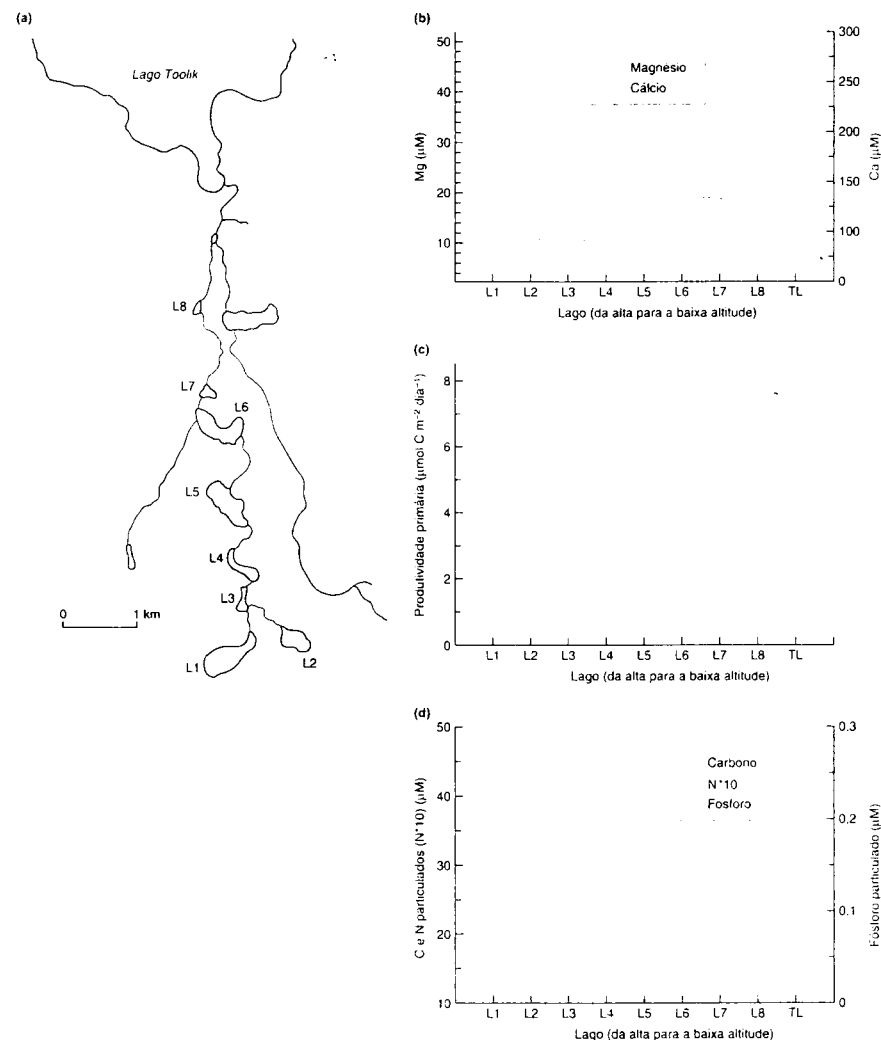 (a)
Lago Toolik
L8
L7
L6
L5
L4
L3
L1
L2
0 1 km
(b)
Mg (µM)
50
40
30
20
10
Magnésio
Cálcio
300
250
200
150
100
50
0
Ca (µM)
L1 L2 L3 L4 L5 L6 L7 L8 TL
Lago (da alta para a baixa altitude)
(c)
Produtividade primária (µmol C m⁻² dia⁻¹)
8
6
4
2
0
L1 L2 L3 L4 L5 L6 L7 L8 TL
Lago (da alta para a baixa altitude)
(d)
C e N particulados (N*10) (µM)
50
40
30
20
10
Carbono
N*10
Fósforo
0.3
0.2
0.1
0
Fósforo particulado (µM)
L1 L2 L3 L4 L5 L6 L7 L8 TL
Lago (da alta para a baixa altitude)